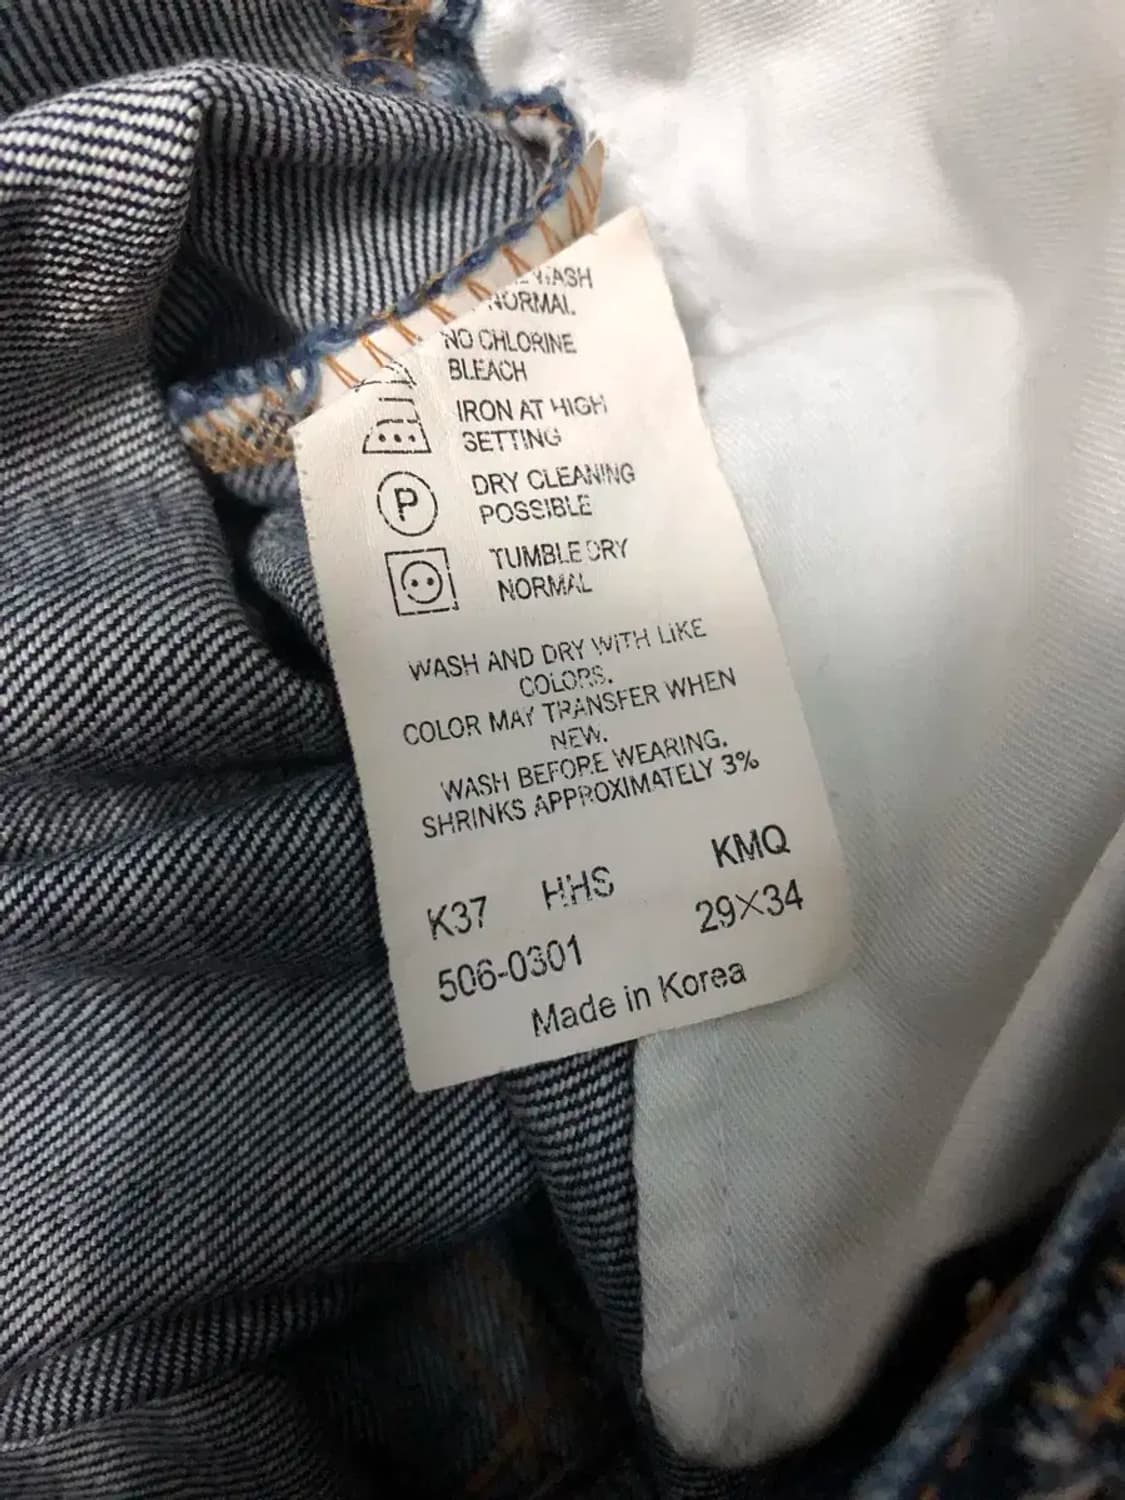 WASH
NORMAL
NO CHLORINE
BLEACH
IRON AT HIGH
SETTING
P
DRY CLEANING
POSSIBLE
TUMBLE DRY
NORMAL
WASH AND DRY WITH LIKE
COLORS.
COLOR MAY TRANSFER WHEN
NEW.
WASH BEFORE WEARING.
SHRINKS APPROXIMATELY 3%
K37 HHS KMQ
506-0301 29×34
Made in Korea